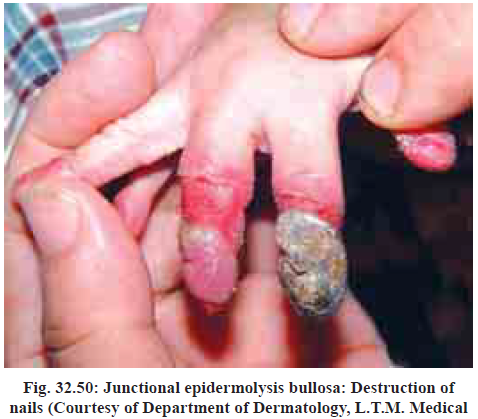 Fig. 32.50: Junctional epidermolysis bullosa: Destruction of
nails (Courtesy of Department of Dermatology, L.T.M. Medical